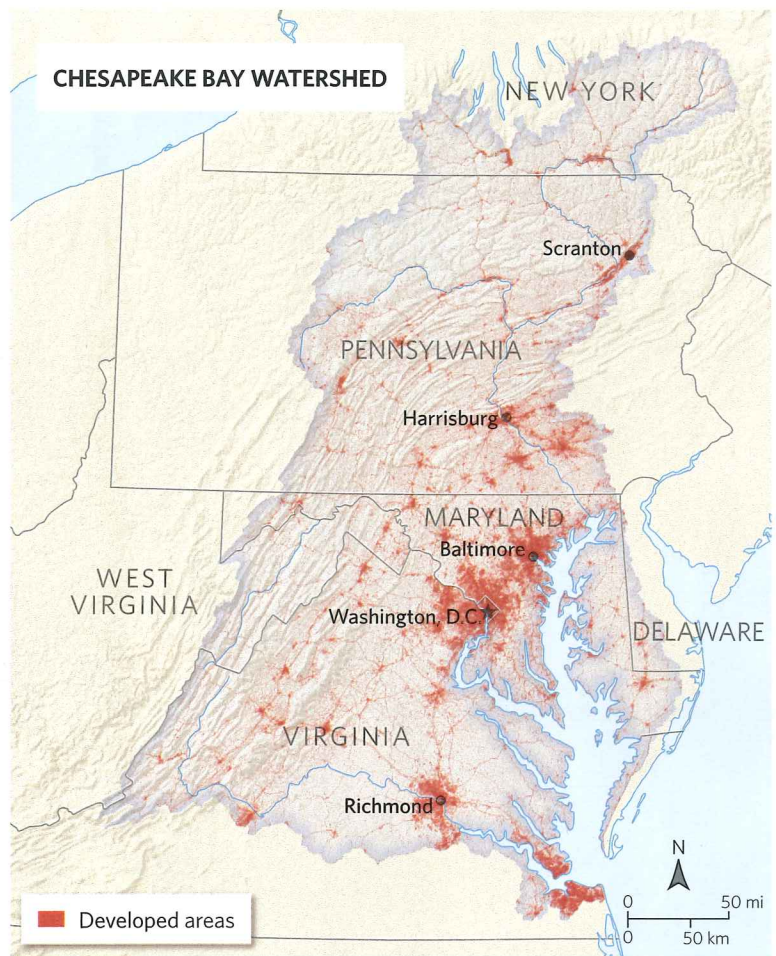 CHESAPEAKE BAY WATERSHED
NEW YORK
Scranton
PENNSYLVANIA
Harrisburg
MARYLAND
Baltimore
WEST
VIRGINIA
Washington, D.C.
DELAWARE
VIRGINIA
Richmond
N
0 50 mi
0 50 km
Developed areas